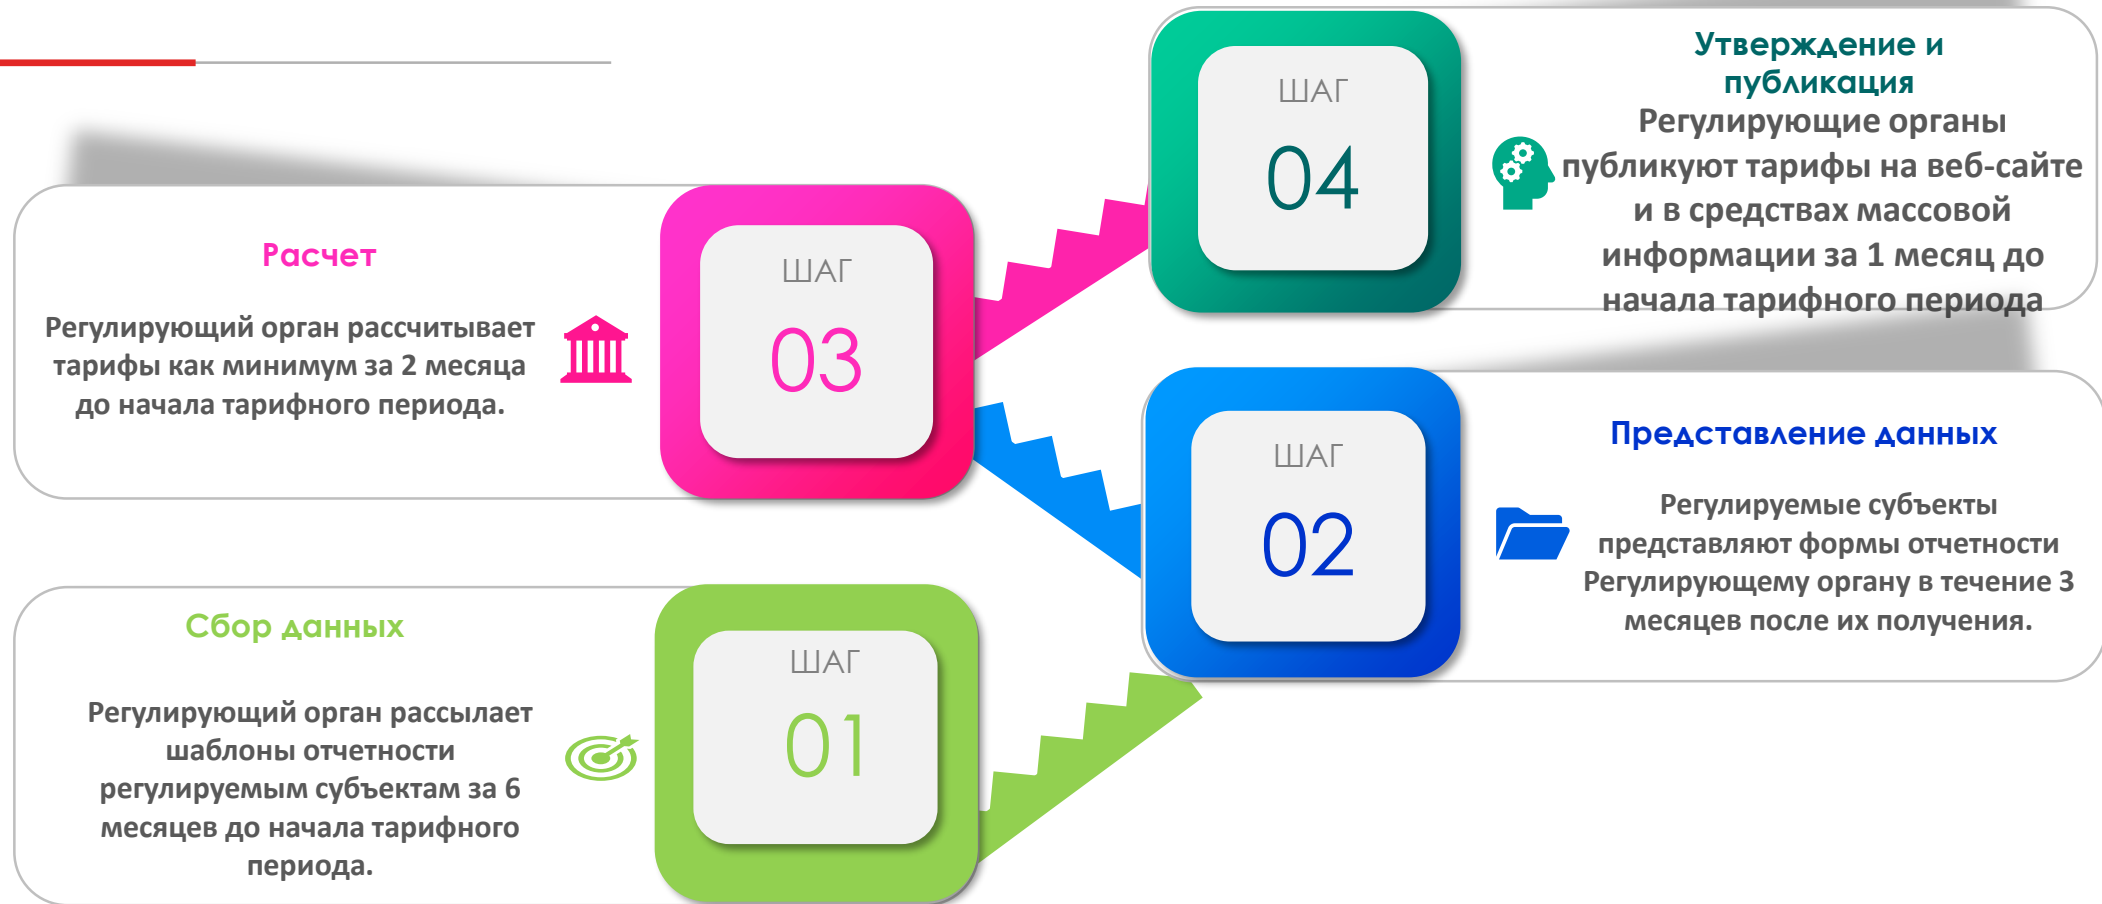 Утверждение и
публикация
Регулирующие органы
публикуют тарифы на веб-сайте
и в средствах массовой
информации за 1 месяц до
начала тарифного периода
ШАГ
04
Расчет
Регулирующий орган рассчитывает
тарифы как минимум за 2 месяца
до начала тарифного периода.
ШАГ
03
ШАГ
02
Представление данных
Регулируемые субъекты
представляют формы отчетности
Регулирующему органу в течение 3
месяцев после их получения.
Сбор данных
Регулирующий орган рассылает
шаблоны отчетности
регулируемым субъектам за 6
месяцев до начала тарифного
периода.
ШАГ
01